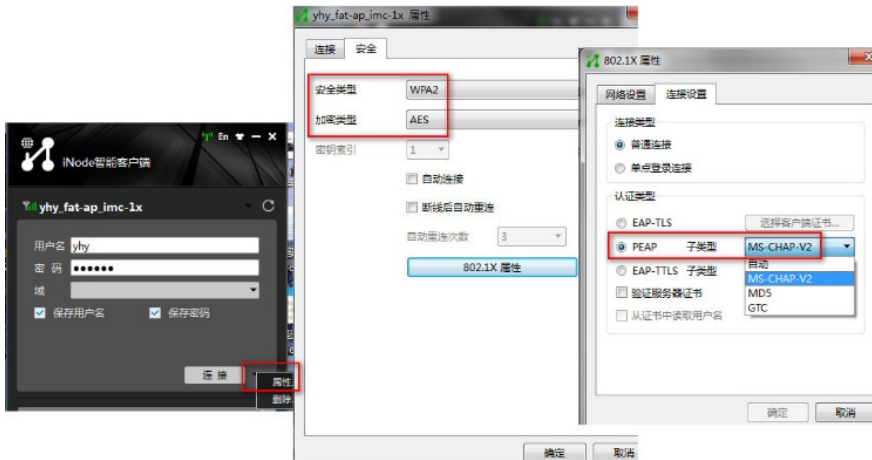 En
iNode智能客户端
yhy_fat-ap_imc-1x
用户名 yhy
密 码 ●●●●●●
域
保存用户名 保存密码
连 接
属性
删除
yhy_fat-ap_imc-1x 属性
连接 安全
安全类型 WPA2
加密类型 AES
密钥索引 1
自动连接
断线后自动重连
自动重连次数 3
802.1X 属性
确定 取消
802.1X 属性
网络设置 连接设置
连接类型
普通连接
单点登录连接
认证类型
EAP-TLS 选择客户端证书...
PEAP 子类型 MS-CHAP-V2
EAP-TTLS 子类型
自动
MS-CHAP-V2
MD5
GTC
验证服务器证书
从证书中读取用户名
确定 取消